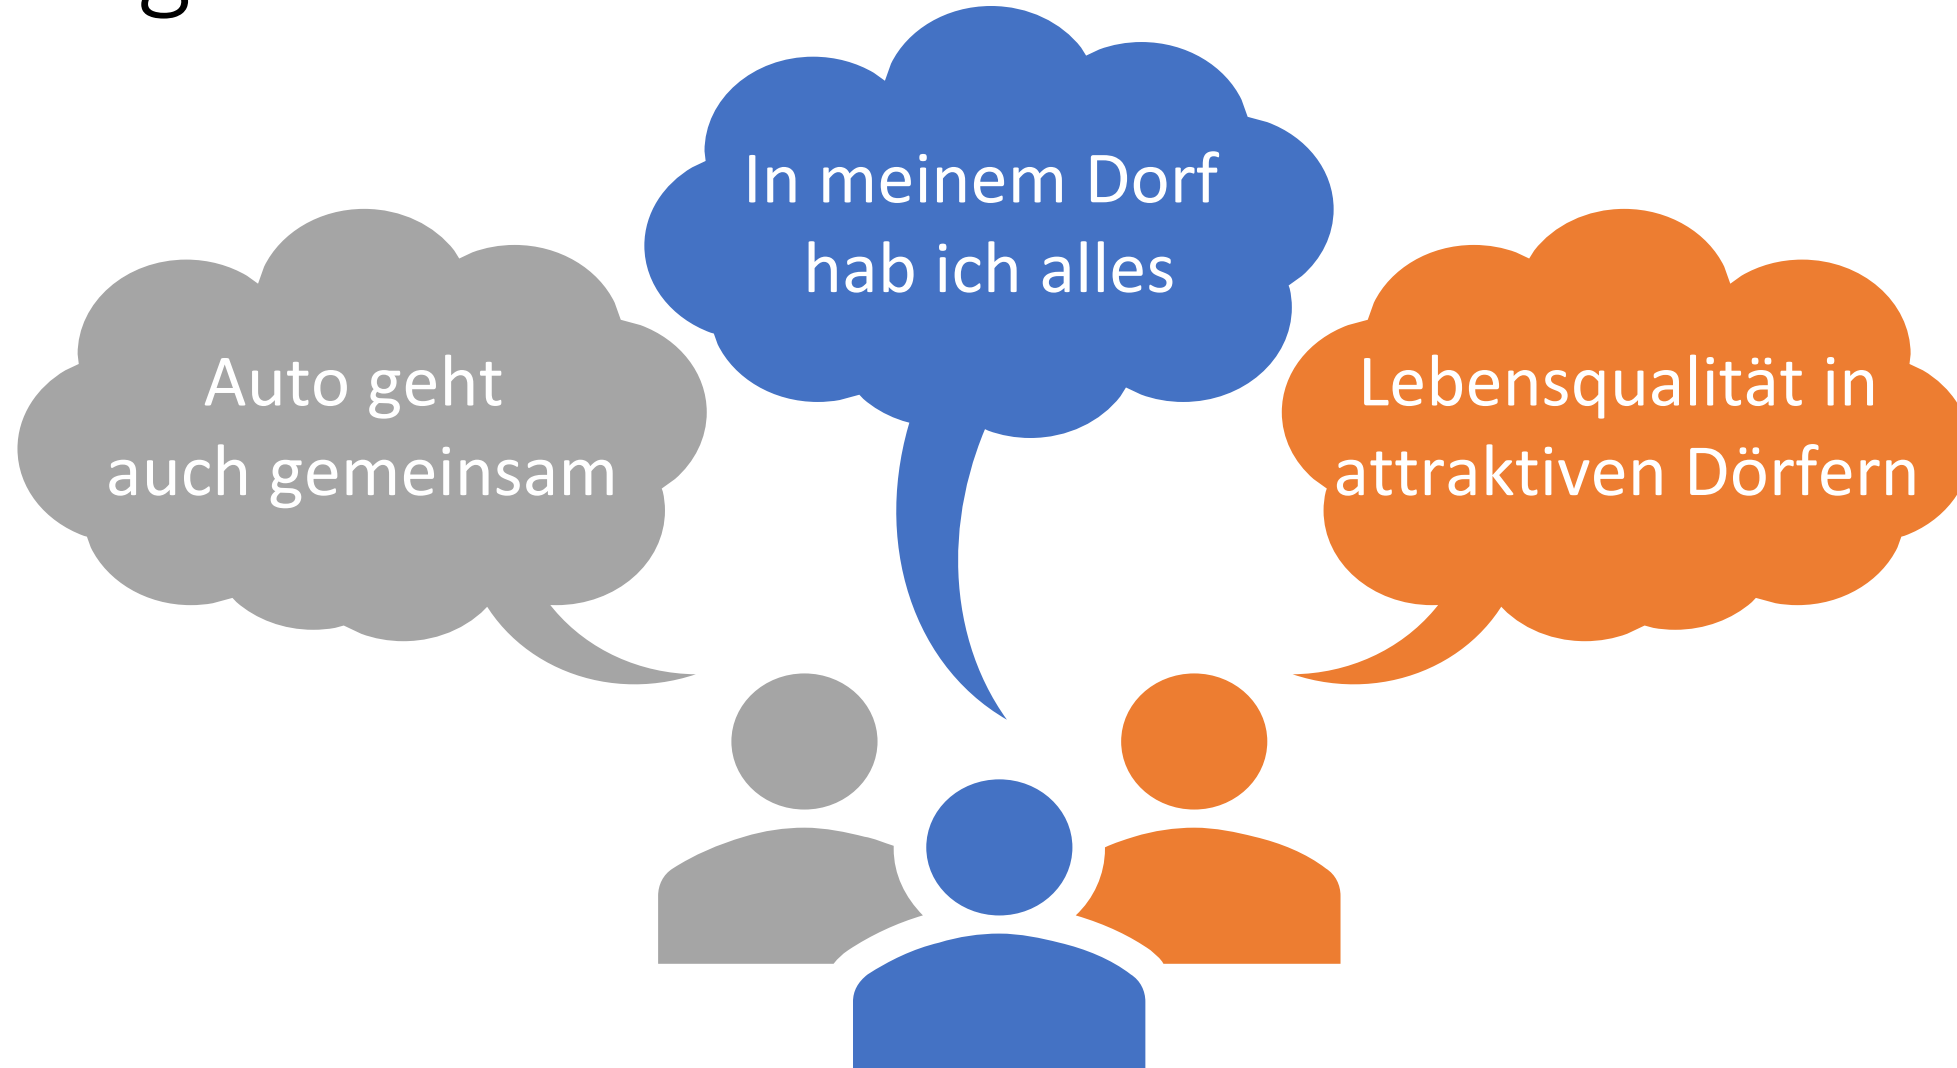 Auto geht
auch gemeinsam
In meinem Dorf
hab ich alles
Lebensqualität in
attraktiven Dörfern